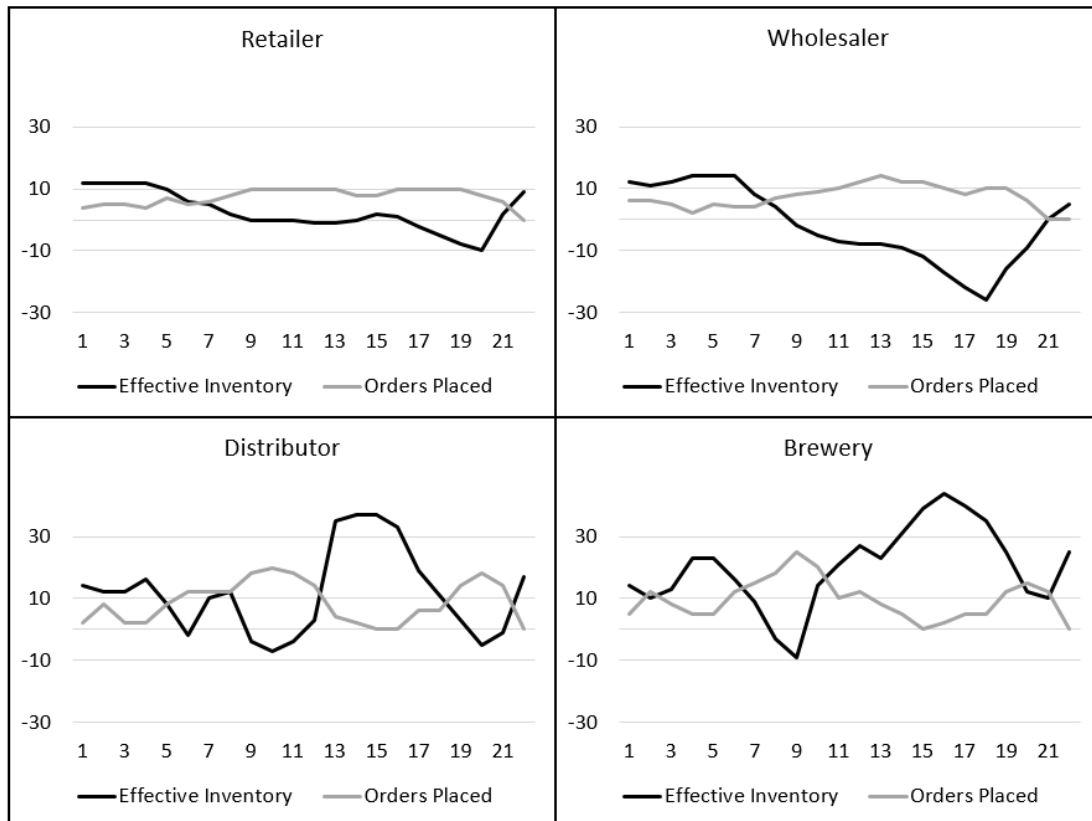 Retailer
30
10
-10
-30
1 3 5 7 9 11 13 15 17 19 21
Effective Inventory Orders Placed
Wholesaler
30
10
-10
-30
1 3 5 7 9 11 13 15 17 19 21
Effective Inventory Orders Placed
Distributor
30
10
-10
-30
1 3 5 7 9 11 13 15 17 19 21
Effective Inventory Orders Placed
Brewery
30
10
-10
-30
1 3 5 7 9 11 13 15 17 19 21
Effective Inventory Orders Placed